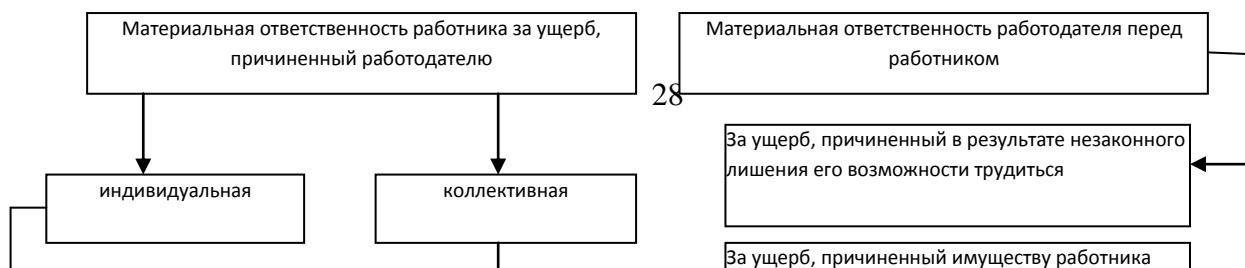 Материальная ответственность работника за ущерб,
причиненный работодателю
Материальная ответственность работодателя перед
работником
28
За ущерб, причиненный в результате незаконного
лишения его возможности трудиться
индивидуальная
коллективная
За ущерб, причиненный имуществу работника